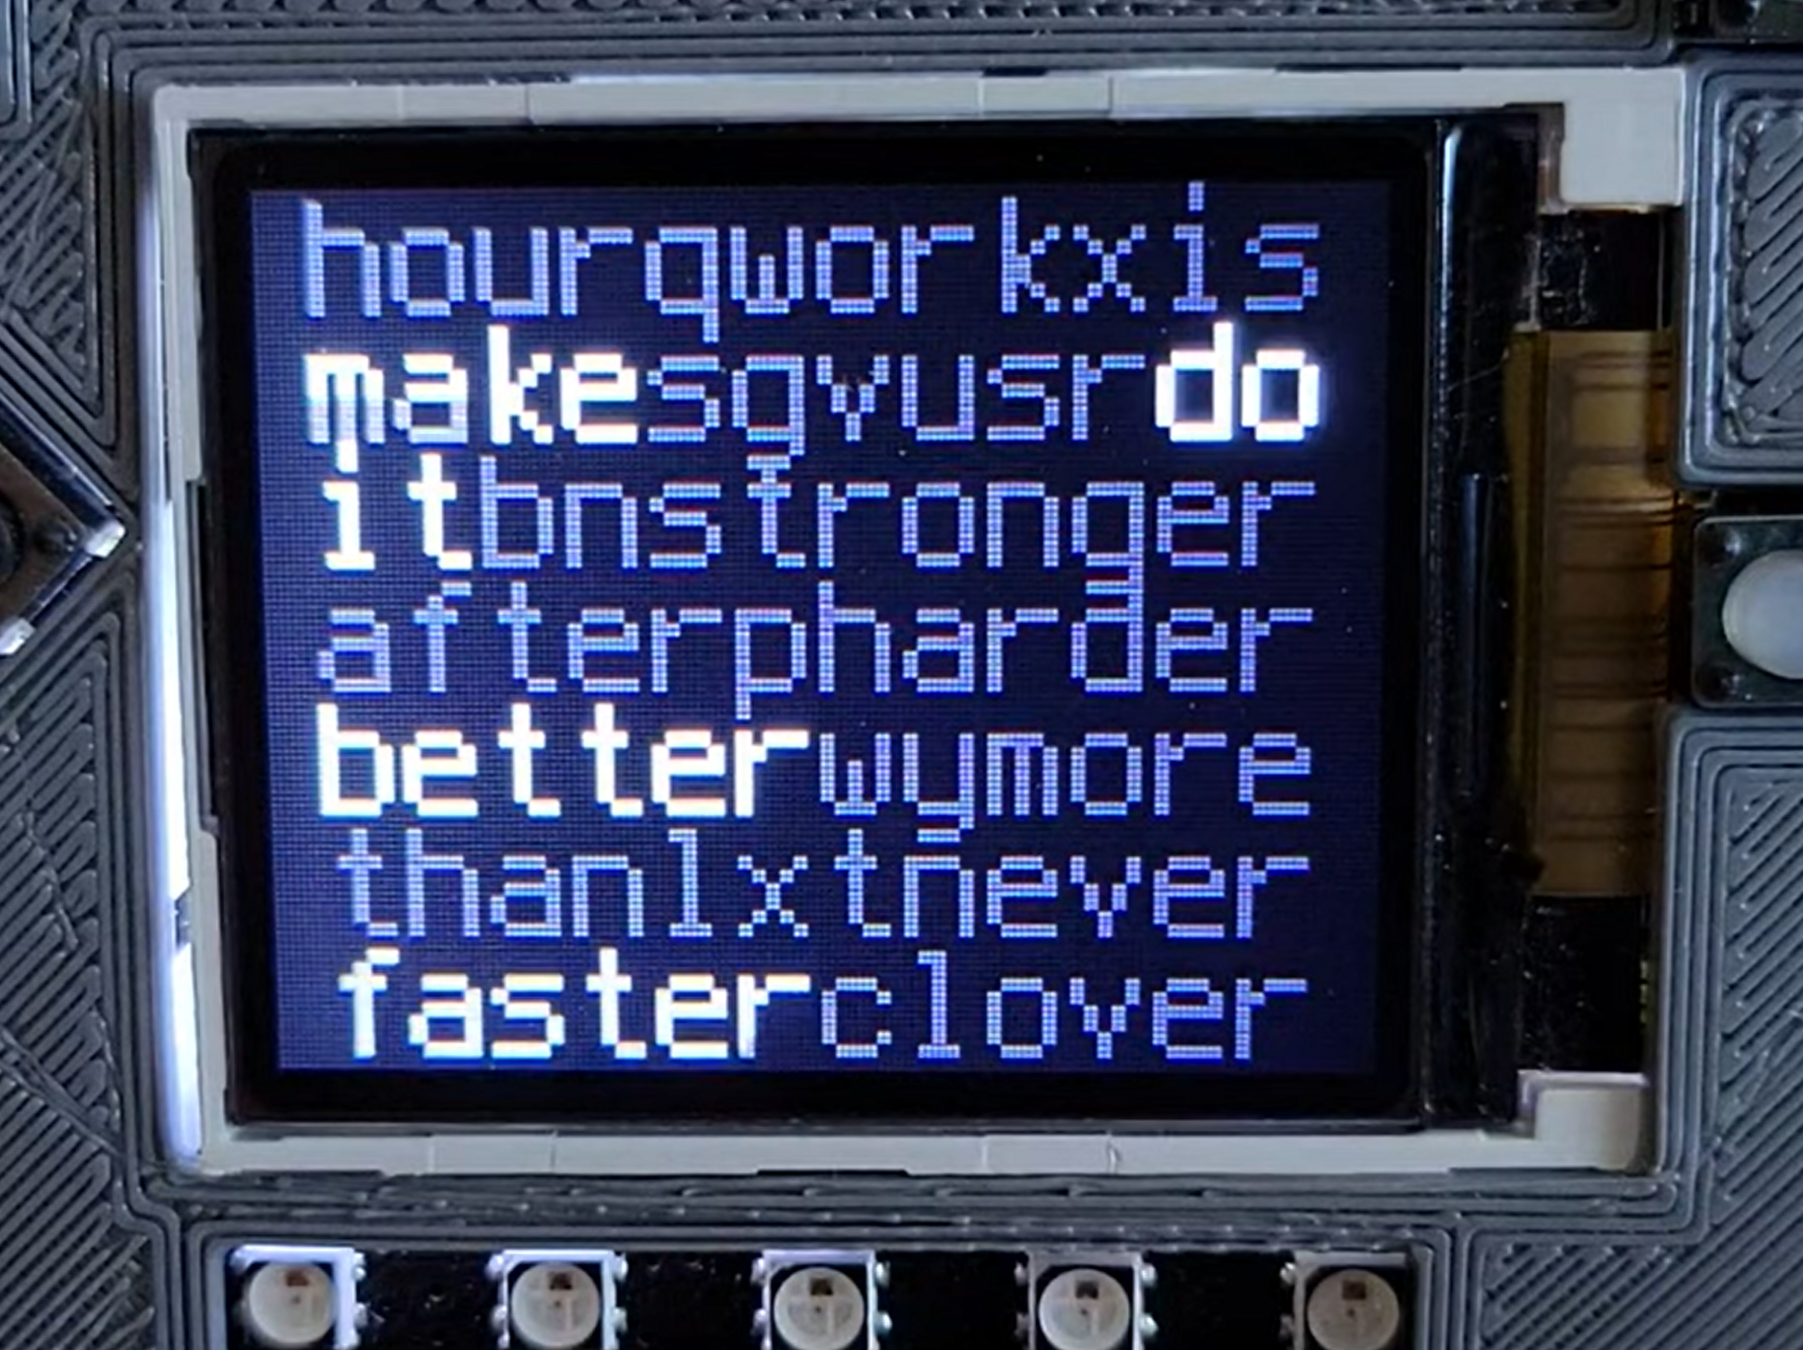 hourqworkxis
makesgvusrdo
itbnstronger
afterpharder
betterwymore
thanlxtnever
fasterclover